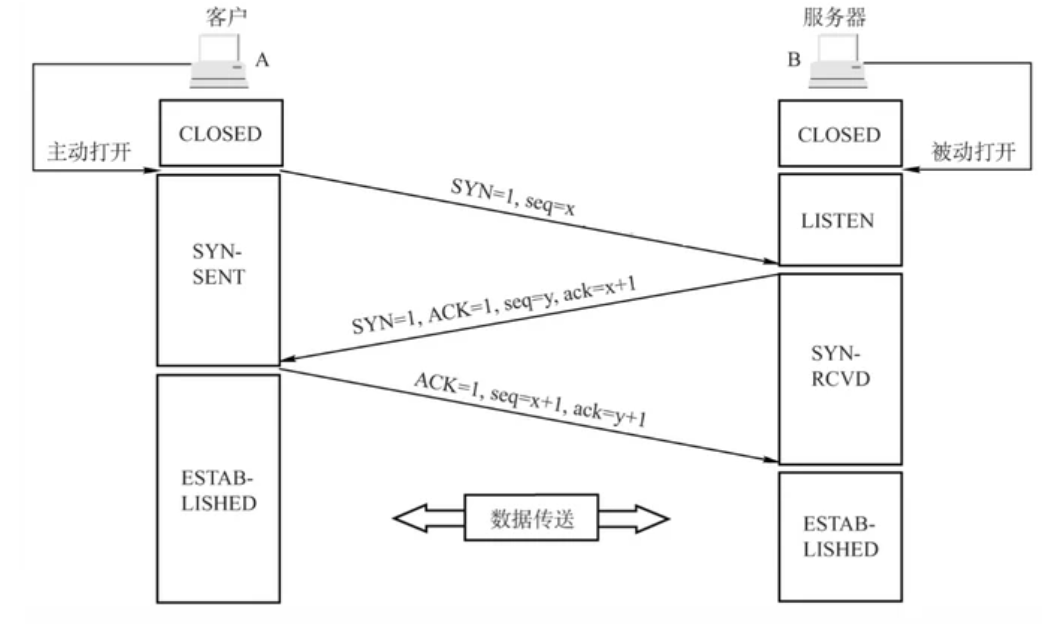 客户
服务器
A
B
CLOSED
CLOSED
主动打开
被动打开
SYN=1, seq=x
LISTEN
SYN-
SENT
SYN=1, ACK=1, seq=y, ack=x+1
SYN-
RCVD
ACK=1, seq=x+1, ack=y+1
ESTAB-
LISHED
数据传送
ESTAB-
LISHED